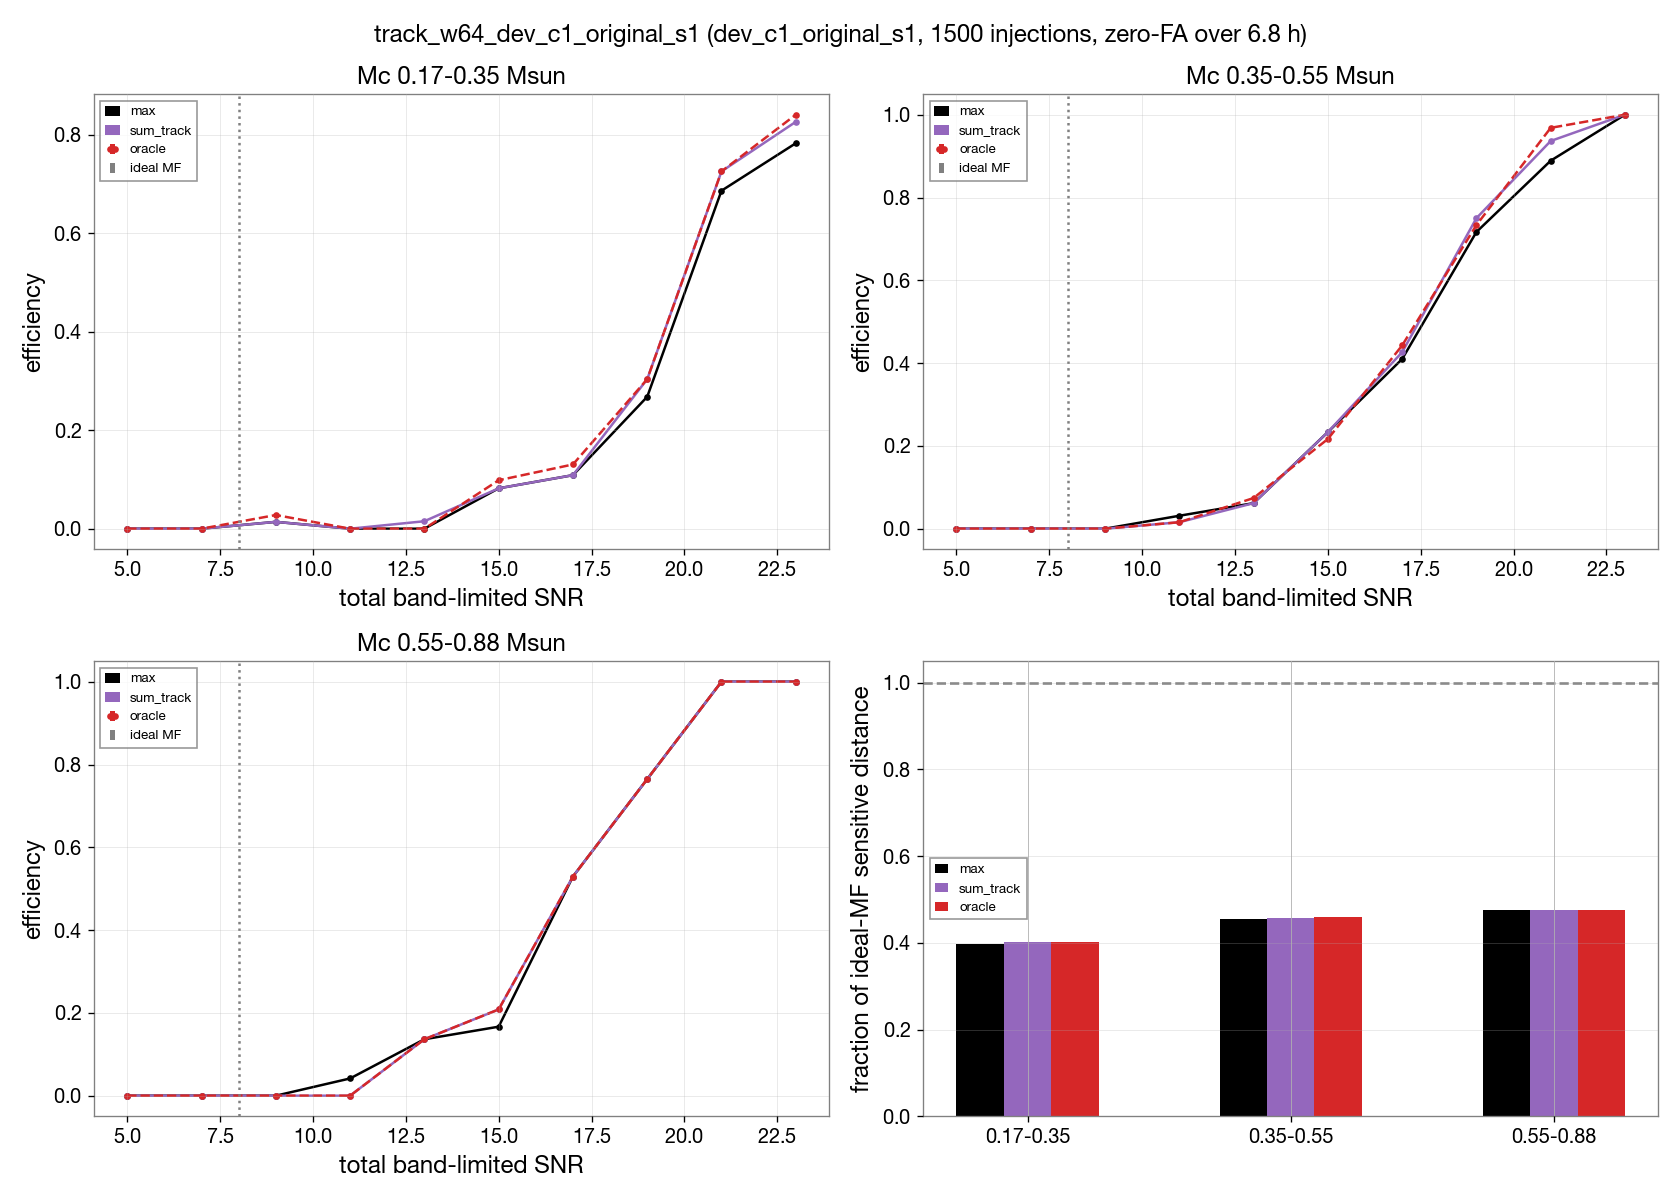 track_w64_dev_c1_original_s1 (dev_c1_original_s1, 1500 injections, zero-FA over 6.8 h)
Mc 0.17-0.35 Msun
max
sum_track
oracle
ideal MF
0.8
0.6
0.4
0.2
0.0
efficiency
5.0 7.5 10.0 12.5 15.0 17.5 20.0 22.5
total band-limited SNR
Mc 0.35-0.55 Msun
max
sum_track
oracle
ideal MF
1.0
0.8
0.6
0.4
0.2
0.0
efficiency
5.0 7.5 10.0 12.5 15.0 17.5 20.0 22.5
total band-limited SNR
Mc 0.55-0.88 Msun
max
sum_track
oracle
ideal MF
1.0
0.8
0.6
0.4
0.2
0.0
efficiency
5.0 7.5 10.0 12.5 15.0 17.5 20.0 22.5
total band-limited SNR
max
sum_track
oracle
1.0
0.8
0.6
0.4
0.2
0.0
fraction of ideal-MF sensitive distance
0.17-0.35 0.35-0.55 0.55-0.88